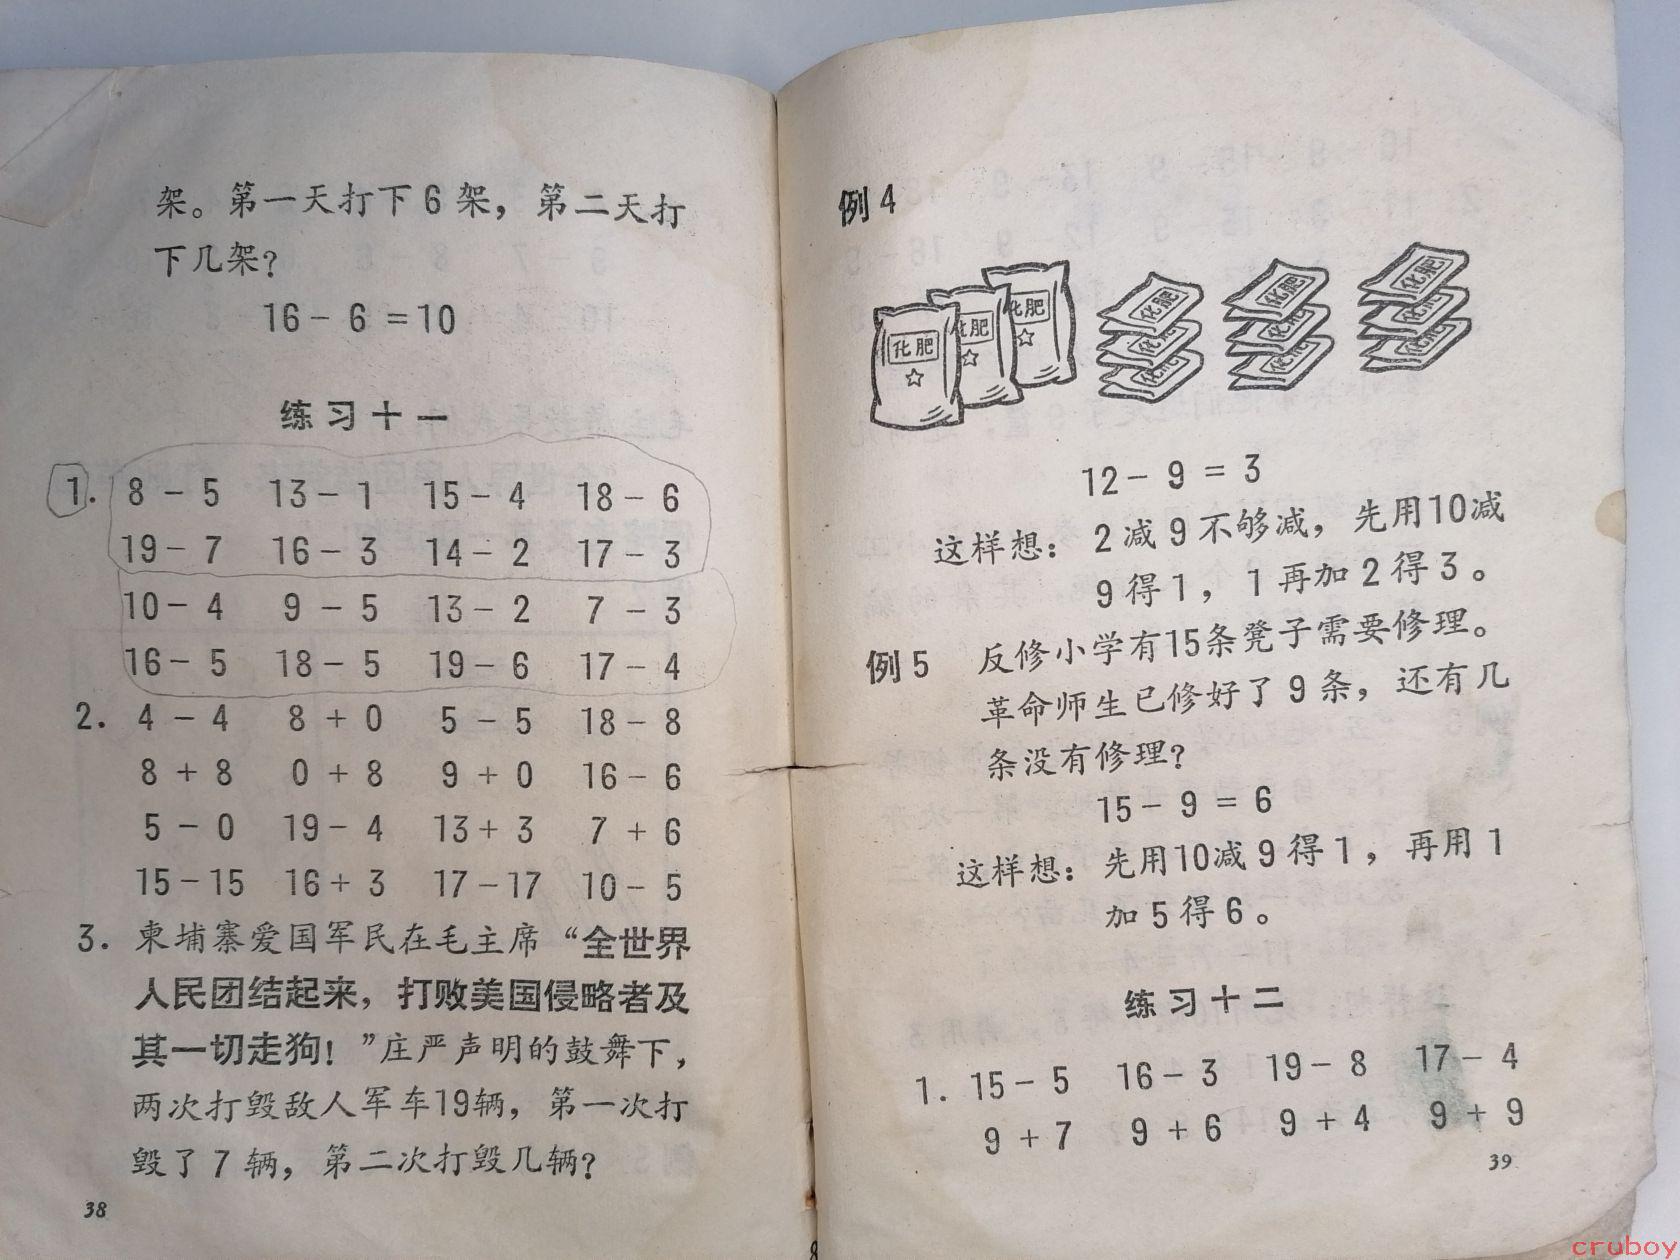 架。第一天打下6架，第二天打
下几架？
16－6＝10
练习十一
1. 8－5 13－1 15－4 18－6
19－7 16－3 14－2 17－3
10－4 9－5 13－2 7－3
16－5 18－5 19－6 17－4
2. 4－4 8＋0 5－5 18－8
8＋8 0＋8 9＋0 16－6
5－0 19－4 13＋3 7＋6
15－15 16＋3 17－17 10－5
3. 柬埔寨爱国军民在毛主席“全世界
人民团结起来，打败美国侵略者及
其一切走狗！”庄严声明的鼓舞下，
两次打毁敌人军车19辆，第一次打
毁了7辆，第二次打毁几辆？
38
例4
化肥 化肥 化肥 化肥 化肥 化肥
12－9＝3
这样想：2减9不够减，先用10减
9得1，1再加2得3。
例5 反修小学有15条凳子需要修理。
革命师生已修好了9条，还有几
条没有修理？
15－9＝6
这样想：先用10减9得1，再用1
加5得6。
练习十二
1. 15－5 16－3 19－8 17－4
9＋7 9＋6 9＋4 9＋9
39
cruboy